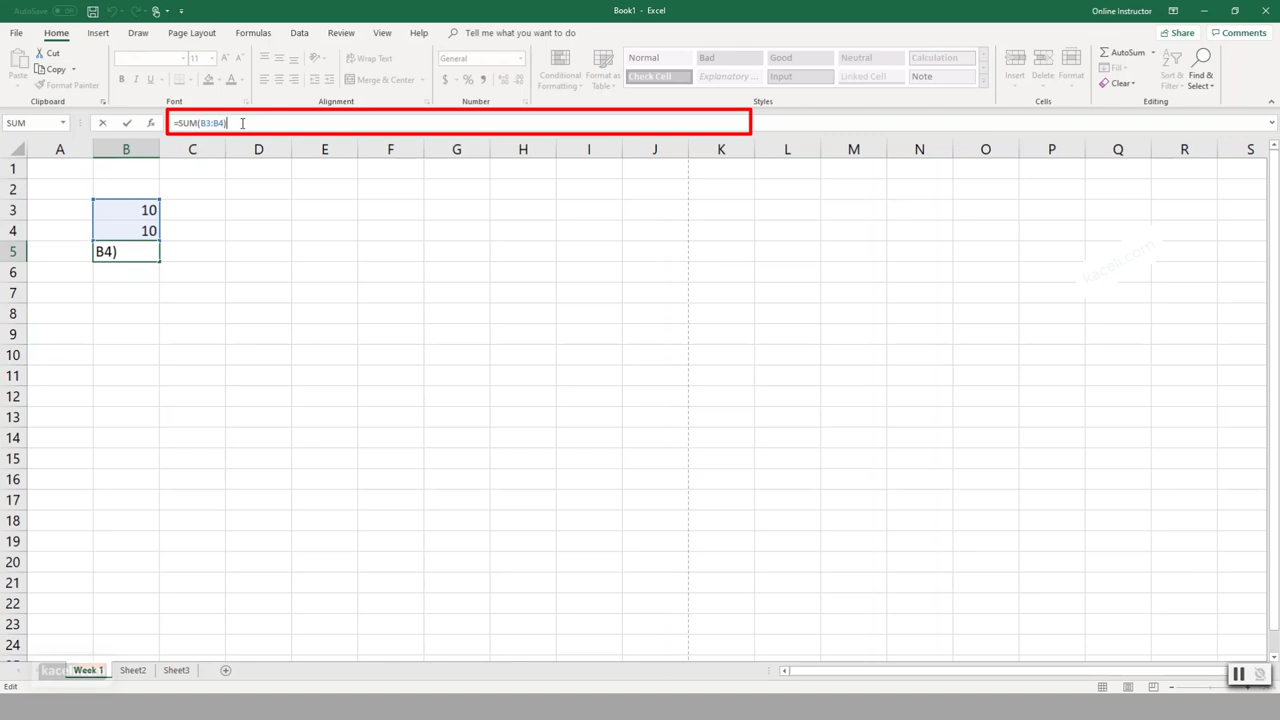 AutoSave Off Book1 - Excel Online Instructor
File Home Insert Draw Page Layout Formulas Data Review View Help Tell me what you want to do Share Comments
Paste Cut Copy Format Painter
Clipboard
11 A A B I U A
Font
Wrap Text
Merge & Center
Alignment
General
$ % ,
Number
Conditional Formatting Format as Table
Normal Bad Good Neutral Calculation
Check Cell Explanatory ... Input Linked Cell Note
Styles
Insert Delete Format
Cells
AutoSum
Fill
Clear
Sort & Filter Find & Select
Editing
SUM fx =SUM(B3:B4)
A B C D E F G H I J K L M N O P Q R S
1
2
3 10
4 10
5 B4)
6
7
8
9
10
11
12
13
14
15
16
17
18
19
20
21
22
23
24
kaceli.com
Week 1 Sheet2 Sheet3
Edit